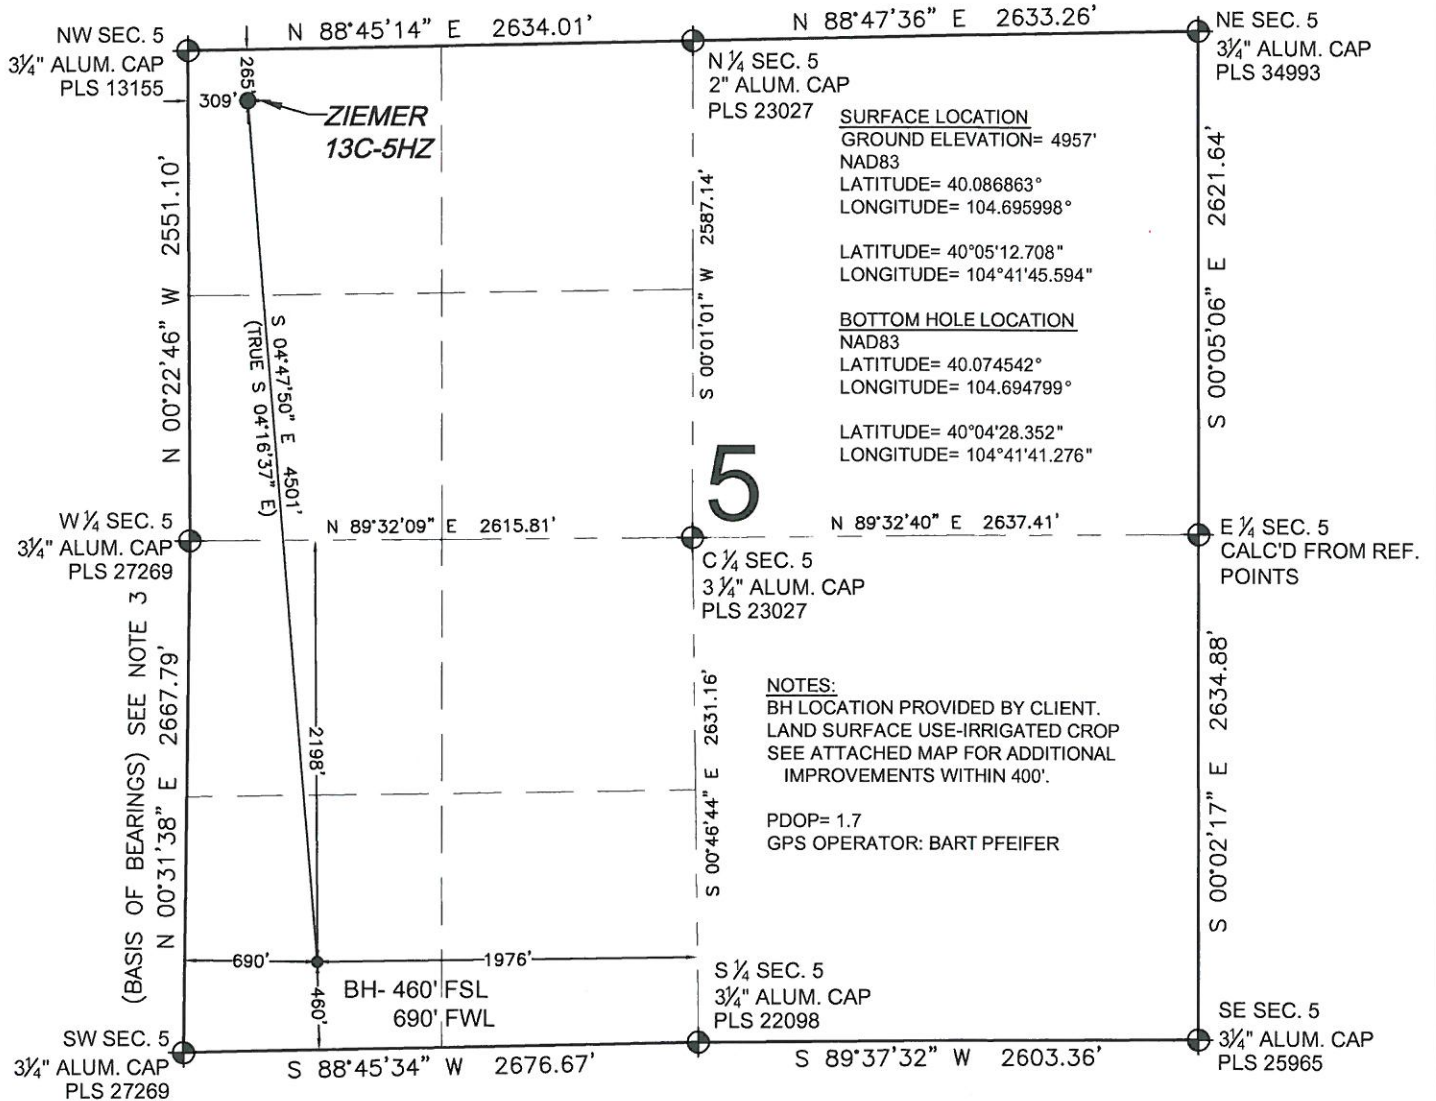 N 88°45'14" E 2634.01'
N 88°47'36" E 2633.26'
NW SEC. 5
3¼" ALUM. CAP
PLS 13155
N ¼ SEC. 5
2" ALUM. CAP
PLS 23027
NE SEC. 5
3¼" ALUM. CAP
PLS 34993
265'
309'
ZIEMER
13C-5HZ
SURFACE LOCATION
GROUND ELEVATION= 4957'
NAD83
LATITUDE= 40.086863°
LONGITUDE= 104.695998°
LATITUDE= 40°05'12.708"
LONGITUDE= 104°41'45.594"
BOTTOM HOLE LOCATION
NAD83
LATITUDE= 40.074542°
LONGITUDE= 104.694799°
LATITUDE= 40°04'28.352"
LONGITUDE= 104°41'41.276"
N 00°22'46" W 2551.10'
S 04°47'50" E 4501'
(TRUE S 04°16'37" E)
S 00°01'01" W 2587.14'
S 00°05'06" E 2621.64'
5
W ¼ SEC. 5
3¼" ALUM. CAP
PLS 27269
N 89°32'09" E 2615.81'
N 89°32'40" E 2637.41'
C ¼ SEC. 5
3 ¼" ALUM. CAP
PLS 23027
E ¼ SEC. 5
CALC'D FROM REF.
POINTS
(BASIS OF BEARINGS) SEE NOTE 3
N 00°31'38" E 2667.79'
2198'
S 00°46'44" E 2631.16'
S 00°02'17" E 2634.88'
NOTES:
BH LOCATION PROVIDED BY CLIENT.
LAND SURFACE USE-IRRIGATED CROP
SEE ATTACHED MAP FOR ADDITIONAL
IMPROVEMENTS WITHIN 400'.
PDOP= 1.7
GPS OPERATOR: BART PFEIFER
690'
1976'
460'
BH- 460' FSL
690' FWL
SW SEC. 5
3¼" ALUM. CAP
PLS 27269
S ¼ SEC. 5
3¼" ALUM. CAP
PLS 22098
SE SEC. 5
3¼" ALUM. CAP
PLS 25965
S 88°45'34" W 2676.67'
S 89°37'32" W 2603.36'